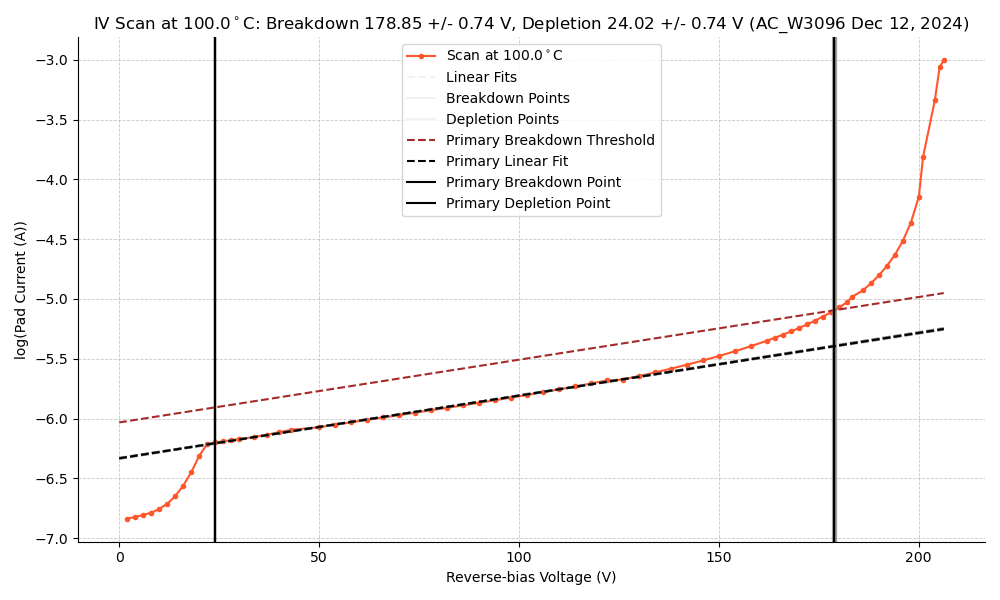 IV Scan at 100.0°C: Breakdown 178.85 +/- 0.74 V, Depletion 24.02 +/- 0.74 V (AC_W3096 Dec 12, 2024)
Scan at 100.0°C
Linear Fits
Breakdown Points
Depletion Points
Primary Breakdown Threshold
Primary Linear Fit
Primary Breakdown Point
Primary Depletion Point
log(Pad Current (A))
−3.0
−3.5
−4.0
−4.5
−5.0
−5.5
−6.0
−6.5
−7.0
0
50
100
150
200
Reverse-bias Voltage (V)